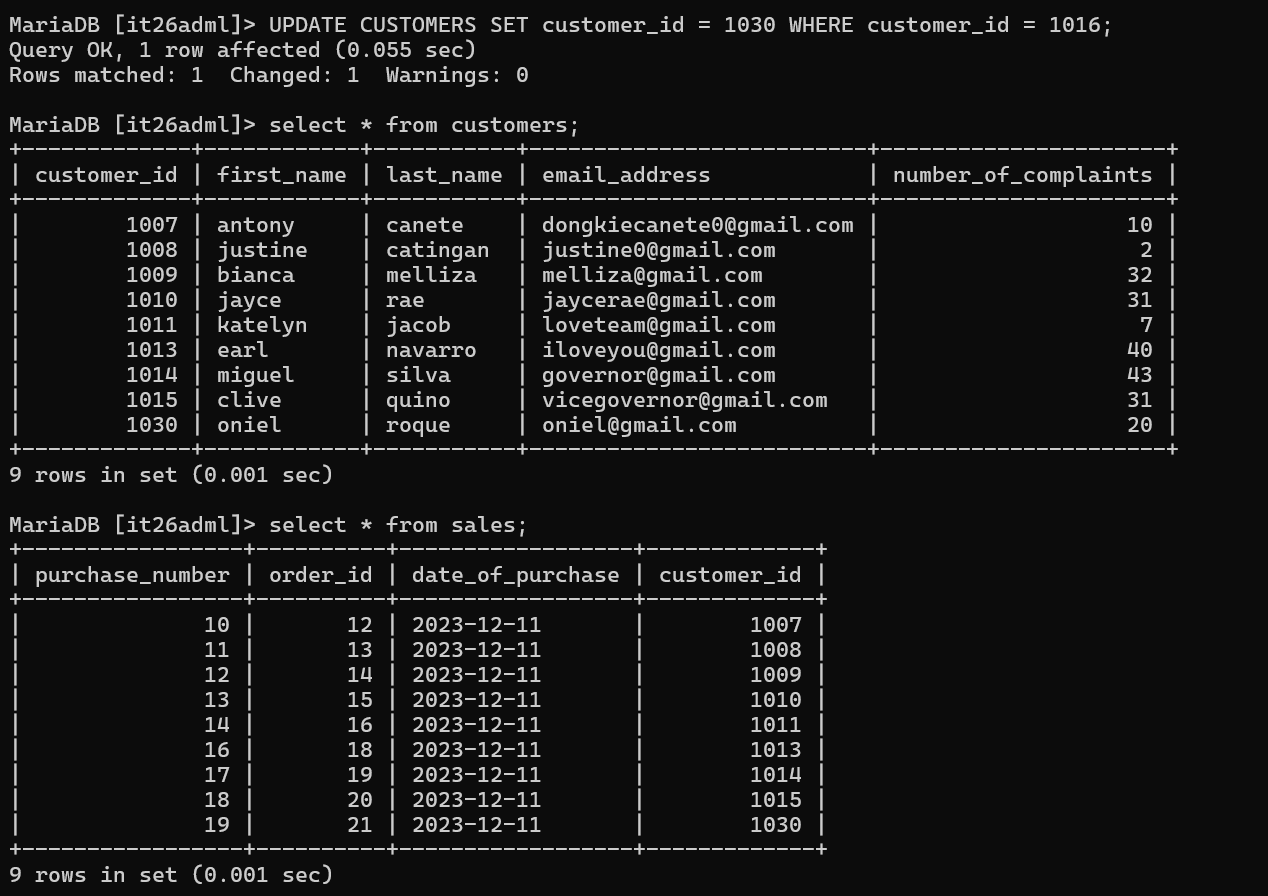 MariaDB [it26adml]> UPDATE CUSTOMERS SET customer_id = 1030 WHERE customer_id = 1016;
Query OK, 1 row affected (0.055 sec)
Rows matched: 1  Changed: 1  Warnings: 0

MariaDB [it26adml]> select * from customers;
+-------------+------------+-----------+--------------------------+----------------------+
| customer_id | first_name | last_name | email_address            | number_of_complaints |
+-------------+------------+-----------+--------------------------+----------------------+
|        1007 | antony     | canete    | dongkiecanete0@gmail.com |                   10 |
|        1008 | justine    | catingan  | justine0@gmail.com       |                    2 |
|        1009 | bianca     | melliza   | melliza@gmail.com        |                   32 |
|        1010 | jayce      | rae       | jaycerae@gmail.com       |                   31 |
|        1011 | katelyn    | jacob     | loveteam@gmail.com       |                    7 |
|        1013 | earl       | navarro   | iloveyou@gmail.com       |                   40 |
|        1014 | miguel     | silva     | governor@gmail.com       |                   43 |
|        1015 | clive      | quino     | vicegovernor@gmail.com   |                   31 |
|        1030 | oniel      | roque     | oniel@gmail.com          |                   20 |
+-------------+------------+-----------+--------------------------+----------------------+
9 rows in set (0.001 sec)

MariaDB [it26adml]> select * from sales;
+-----------------+----------+------------------+-------------+
| purchase_number | order_id | date_of_purchase | customer_id |
+-----------------+----------+------------------+-------------+
|              10 |       12 | 2023-12-11       |        1007 |
|              11 |       13 | 2023-12-11       |        1008 |
|              12 |       14 | 2023-12-11       |        1009 |
|              13 |       15 | 2023-12-11       |        1010 |
|              14 |       16 | 2023-12-11       |        1011 |
|              16 |       18 | 2023-12-11       |        1013 |
|              17 |       19 | 2023-12-11       |        1014 |
|              18 |       20 | 2023-12-11       |        1015 |
|              19 |       21 | 2023-12-11       |        1030 |
+-----------------+----------+------------------+-------------+
9 rows in set (0.001 sec)